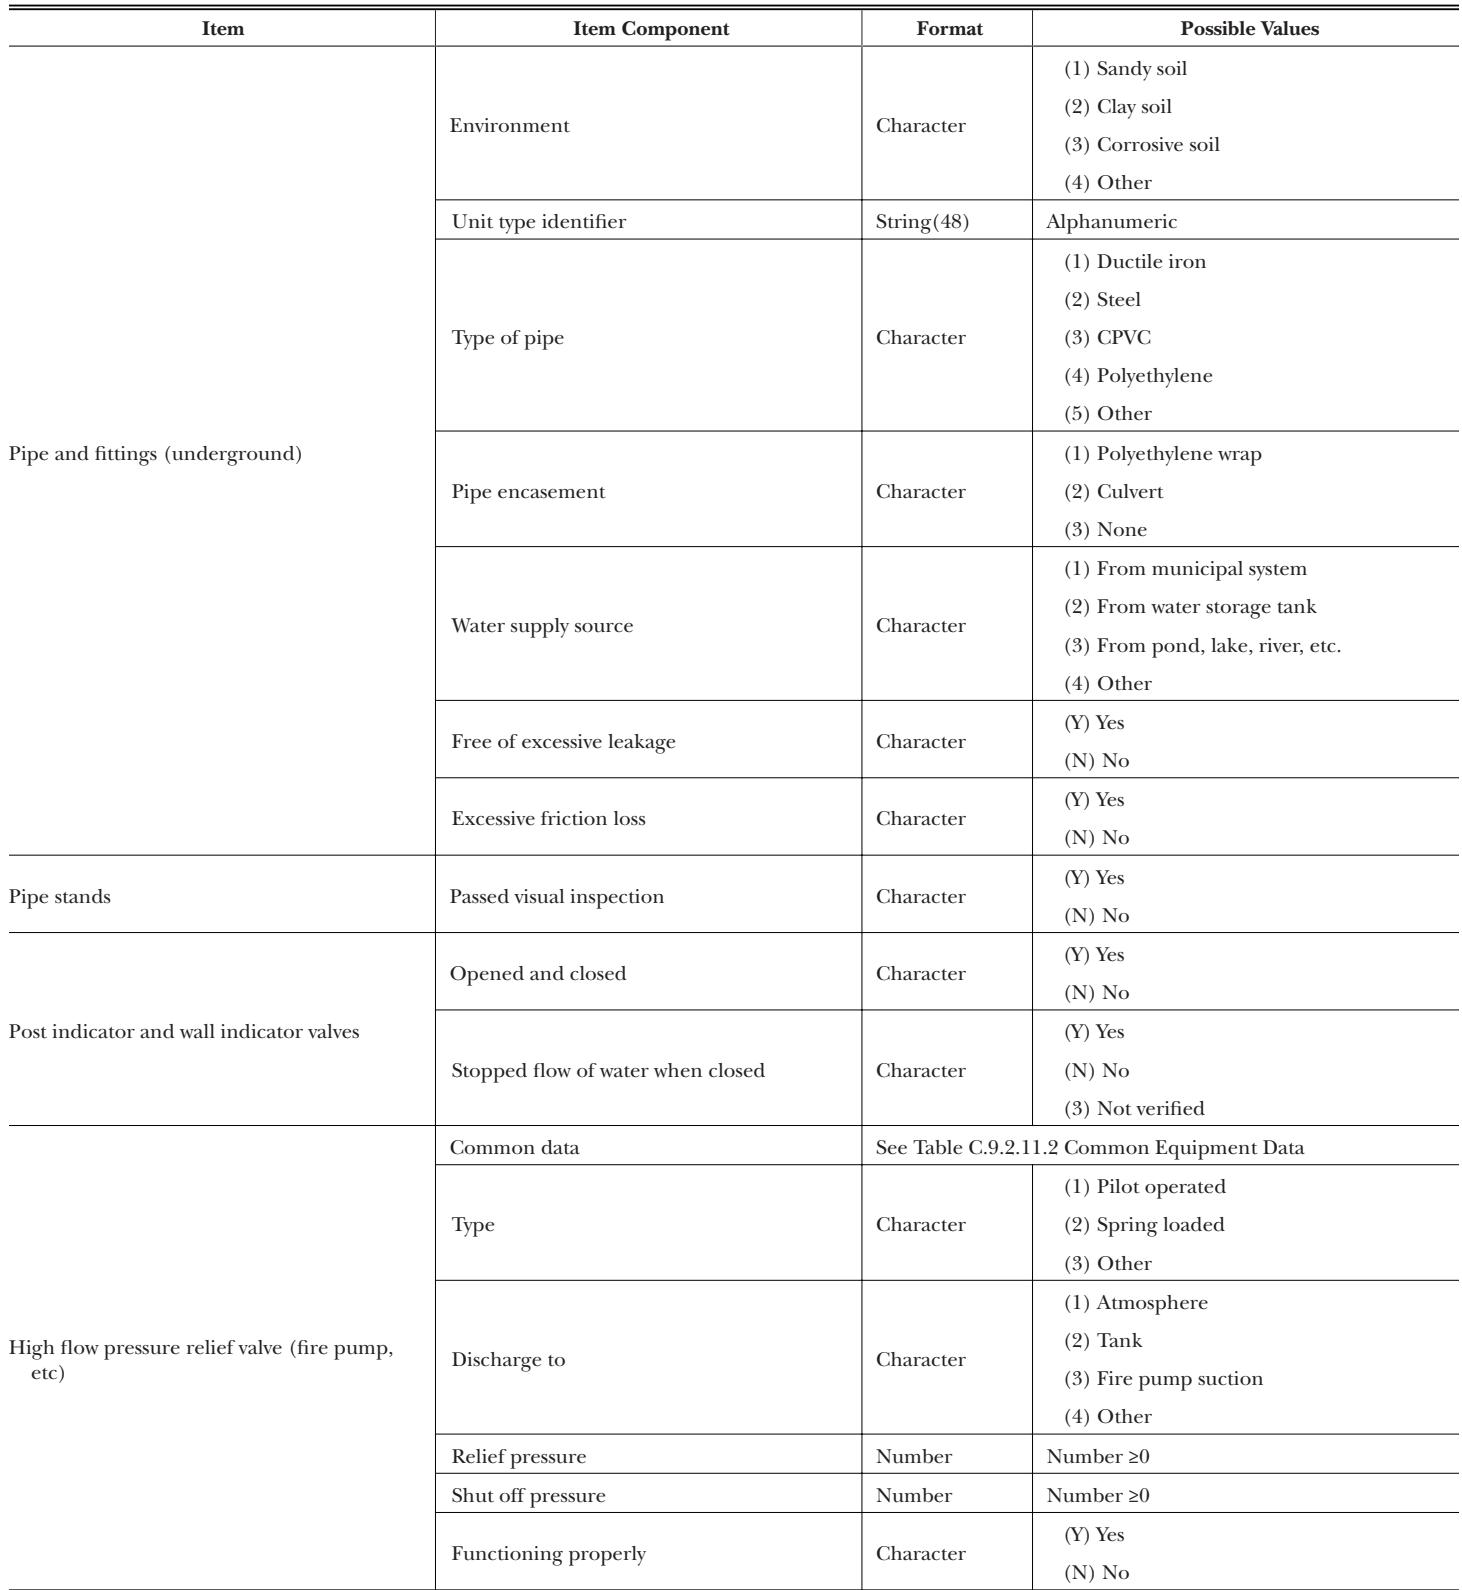 Item Item Component Format Possible Values
Pipe and fittings (underground)
Environment Character
(1) Sandy soil
(2) Clay soil
(3) Corrosive soil
(4) Other
Unit type identifier String(48) Alphanumeric
Type of pipe Character
(1) Ductile iron
(2) Steel
(3) CPVC
(4) Polyethylene
(5) Other
Pipe encasement Character
(1) Polyethylene wrap
(2) Culvert
(3) None
Water supply source Character
(1) From municipal system
(2) From water storage tank
(3) From pond, lake, river, etc.
(4) Other
Free of excessive leakage Character
(Y) Yes
(N) No
Excessive friction loss Character
(Y) Yes
(N) No
Pipe stands
Passed visual inspection Character
(Y) Yes
(N) No
Post indicator and wall indicator valves
Opened and closed Character
(Y) Yes
(N) No
Stopped flow of water when closed Character
(Y) Yes
(N) No
(3) Not verified
High flow pressure relief valve (fire pump,
etc)
Common data See Table C.9.2.11.2 Common Equipment Data
Type Character
(1) Pilot operated
(2) Spring loaded
(3) Other
Discharge to Character
(1) Atmosphere
(2) Tank
(3) Fire pump suction
(4) Other
Relief pressure Number Number ≥0
Shut off pressure Number Number ≥0
Functioning properly Character
(Y) Yes
(N) No